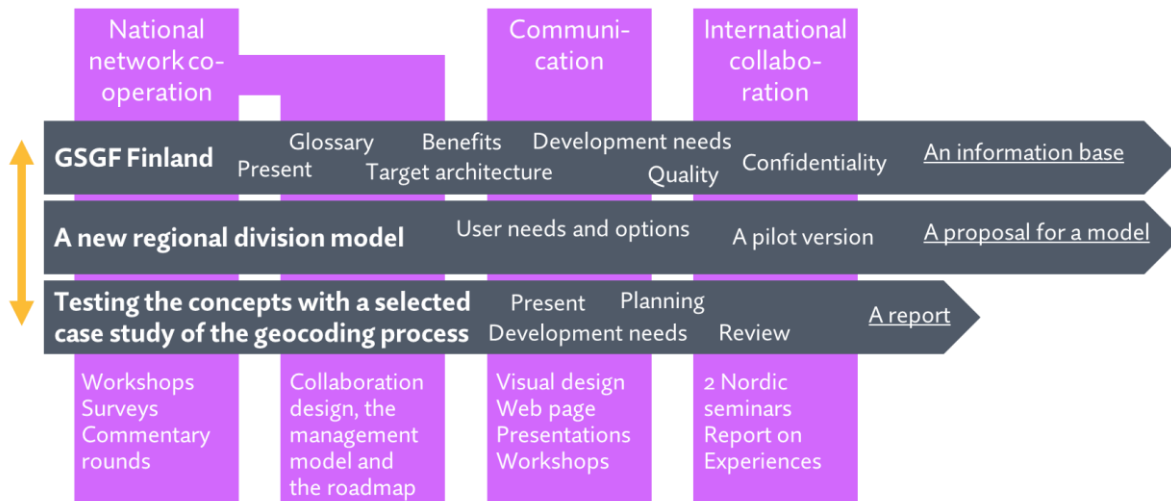 National
network co-
operation
Communi-
cation
International
collabo-
ration
GSGF Finland
Present
Glossary
Target architecture
Benefits
Development needs
Quality
Confidentiality
An information base
A new regional division model
User needs and options
A pilot version
A proposal for a model
Testing the concepts with a selected
case study of the geocoding process
Present
Planning
Development needs
Review
A report
Workshops
Surveys
Commentary
rounds
Collaboration
design, the
management
model and
the roadmap
Visual design
Web page
Presentations
Workshops
2 Nordic
seminars
Report on
Experiences